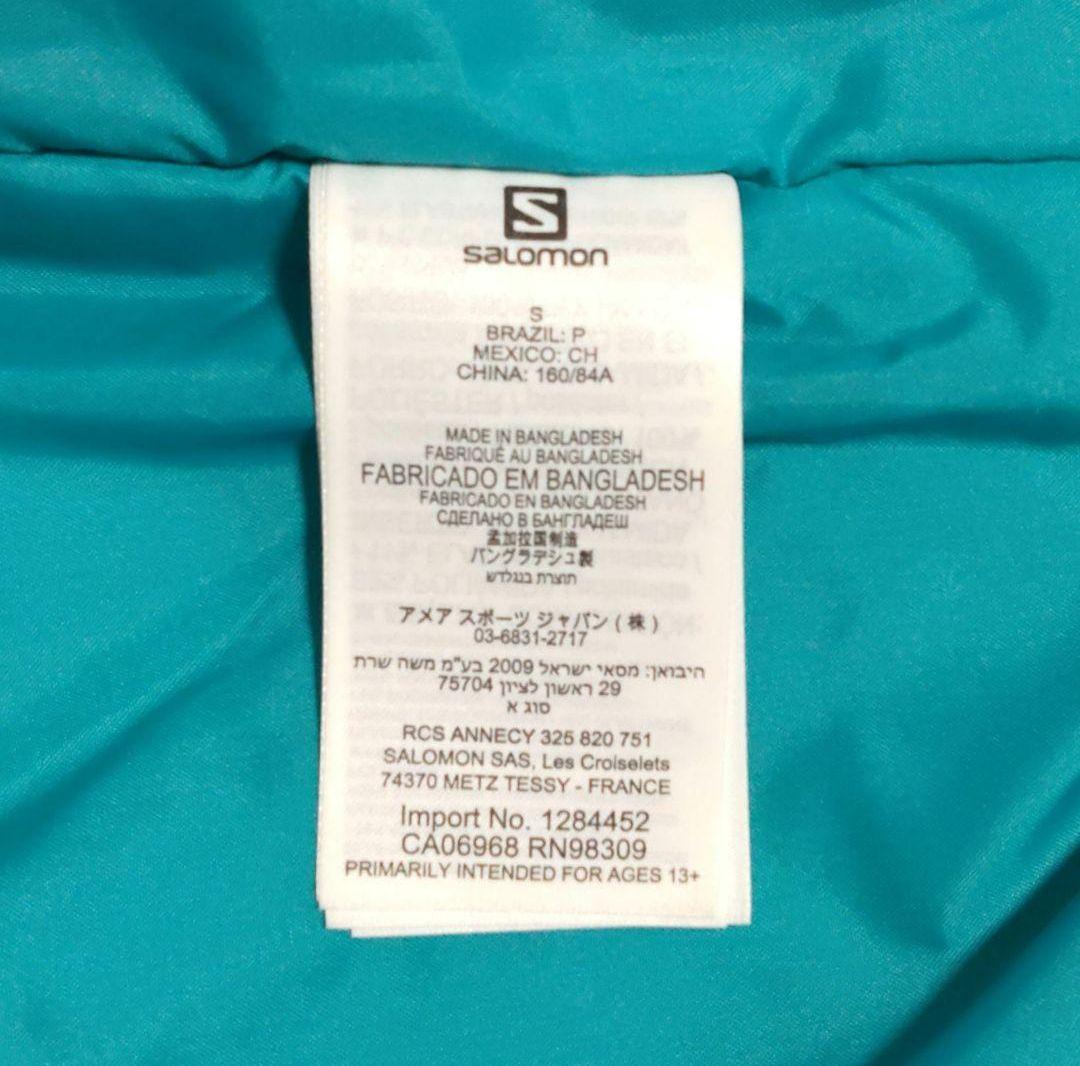 S
salomon
S
BRAZIL: P
MEXICO: CH
CHINA: 160/84A
MADE IN BANGLADESH
FABRIQUÉ AU BANGLADESH
FABRICADO EM BANGLADESH
FABRICADO EN BANGLADESH
СДЕЛАНО В БАНГЛАДЕШ
孟加拉国制造
バングラデシュ製
תוצרת בנגלדש
アメア スポーツ ジャパン ( 株 )
03-6831-2717
היבואן: מסאי ישראל 2009 בע"מ משה שרת
29 ראשון לציון 75704
סוג א
RCS ANNECY 325 820 751
SALOMON SAS, Les Croiselets
74370 METZ TESSY - FRANCE
Import No. 1284452
CA06968 RN98309
PRIMARILY INTENDED FOR AGES 13+